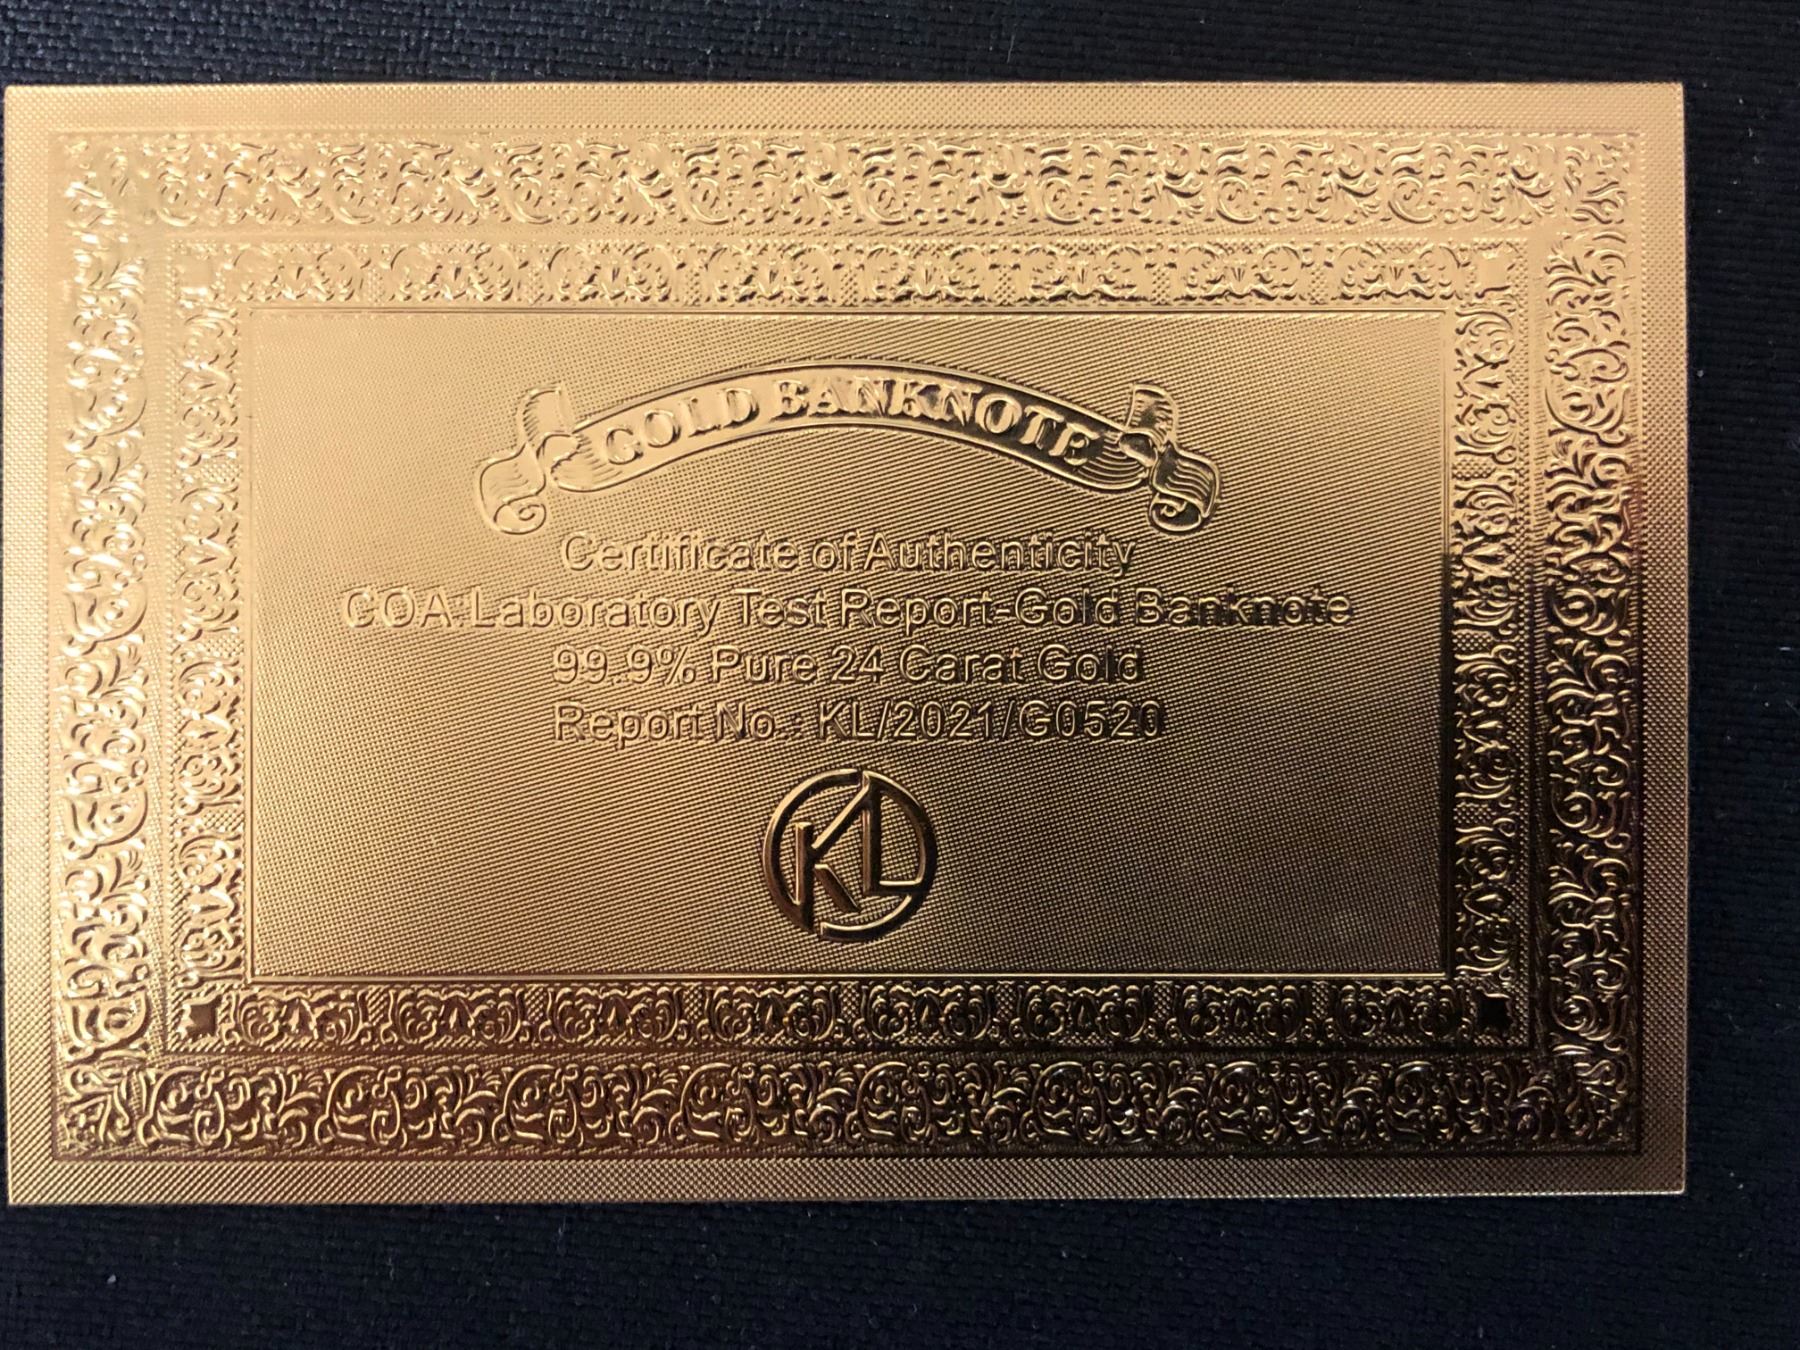 GOLD BANKNOTE
Certificate of Authenticity
COA:Laboratory Test Report-Gold Banknote
99.9% Pure 24 Carat Gold
Report No.: KL/2021/G0520
KL